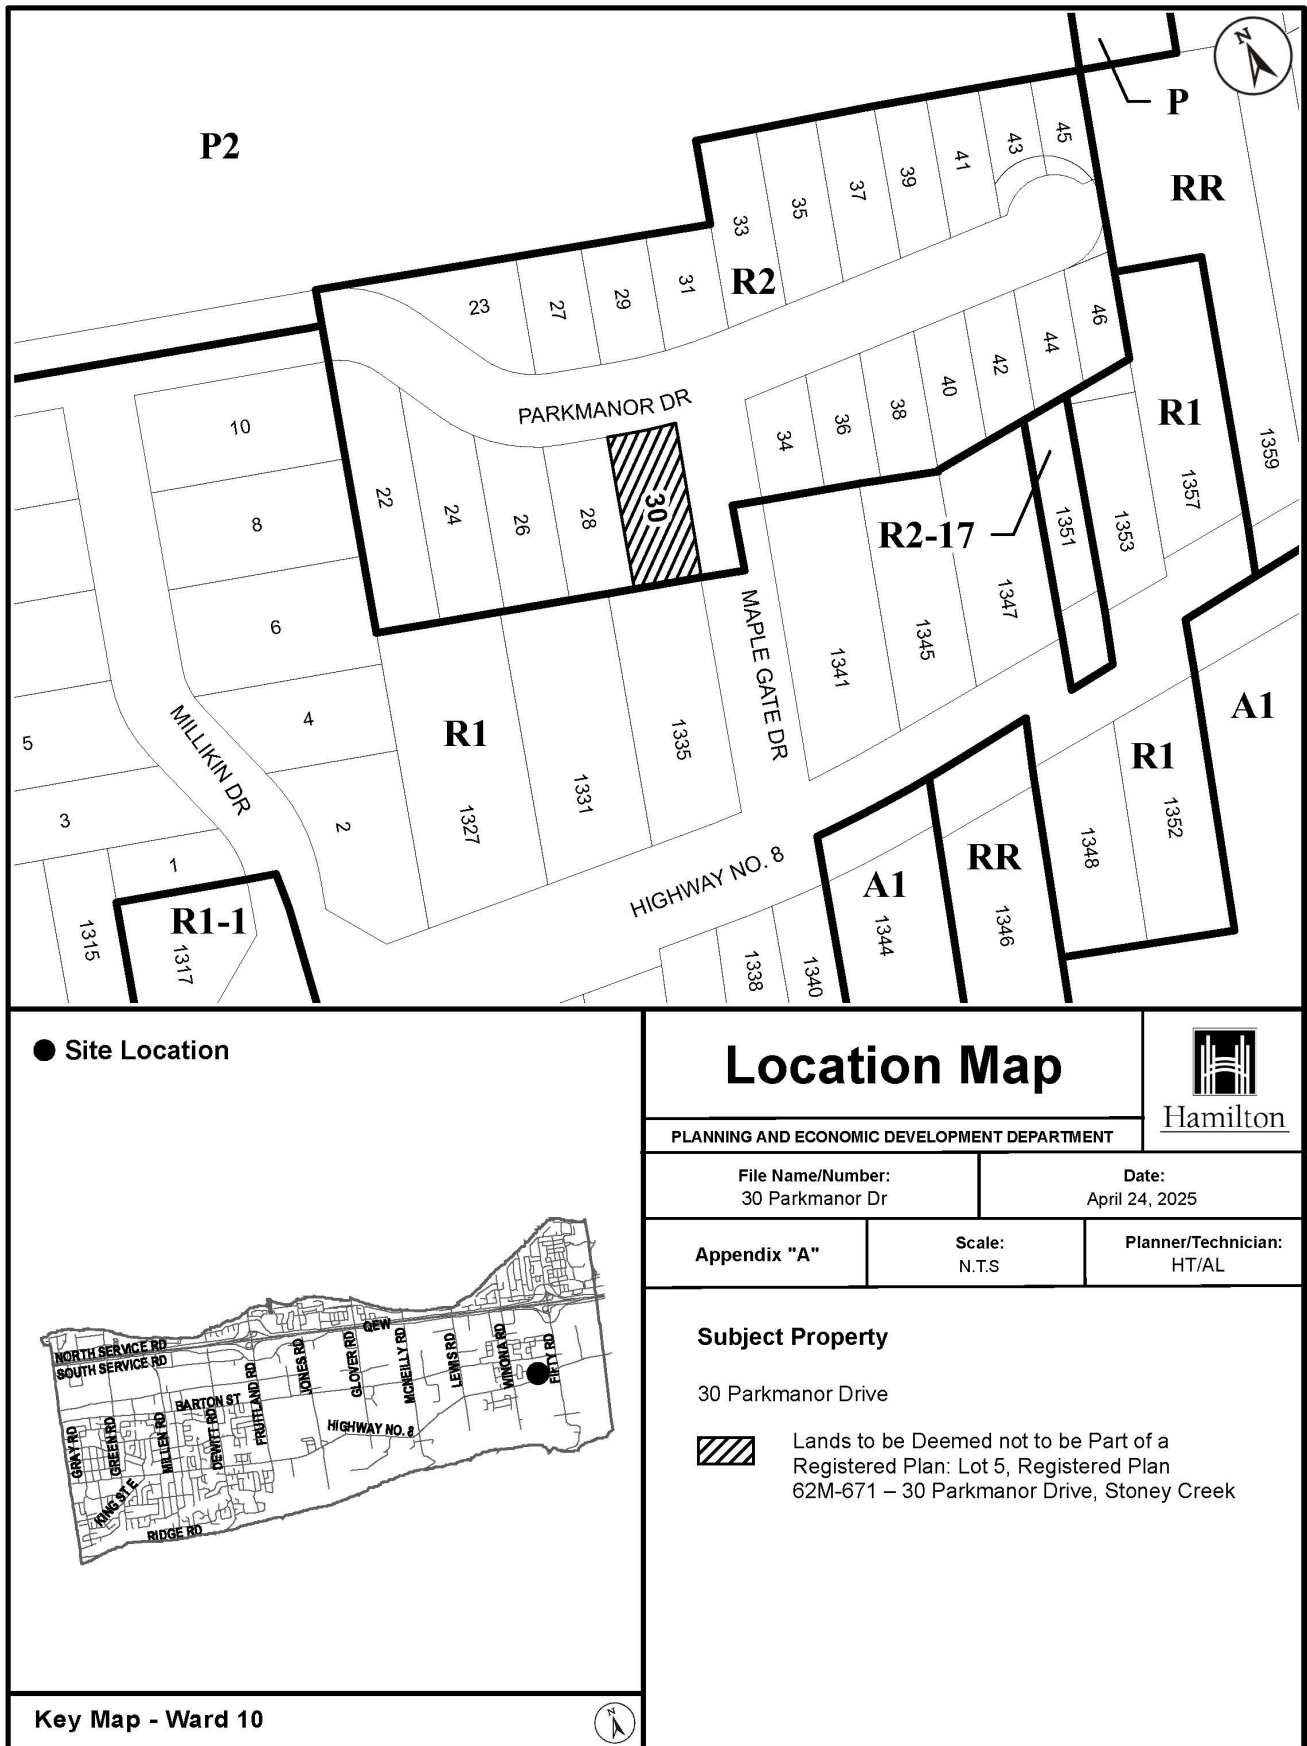 N
P2
P
RR
45
43
41
39
37
35
33
R2
31
29
27
23
46
44
42
40
38
36
34
PARKMANOR DR
30
28
26
24
22
10
8
6
4
2
5
3
1
R1
1359
1357
1353
1351
R2-17
1347
1345
1341
MAPLE GATE DR
1335
1331
1327
R1
MILLIKIN DR
HIGHWAY NO. 8
A1
R1
1352
1348
RR
1346
A1
1344
1340
1338
R1-1
1317
1315
Site Location
NORTH SERVICE RD
SOUTH SERVICE RD
QEW
BARTON ST
HIGHWAY NO. 8
GRAY RD
GREEN RD
MILLEN RD
DEWITT RD
FRUITLAND RD
JONES RD
GLOVER RD
MCNEILLY RD
LEWIS RD
WINONA RD
FIFTY RD
KING ST E
RIDGE RD
Key Map - Ward 10
N
Location Map
Hamilton
PLANNING AND ECONOMIC DEVELOPMENT DEPARTMENT
File Name/Number:
30 Parkmanor Dr
Date:
April 24, 2025
Appendix "A"
Scale:
N.T.S
Planner/Technician:
HT/AL
Subject Property
30 Parkmanor Drive
Lands to be Deemed not to be Part of a
Registered Plan: Lot 5, Registered Plan
62M-671 – 30 Parkmanor Drive, Stoney Creek